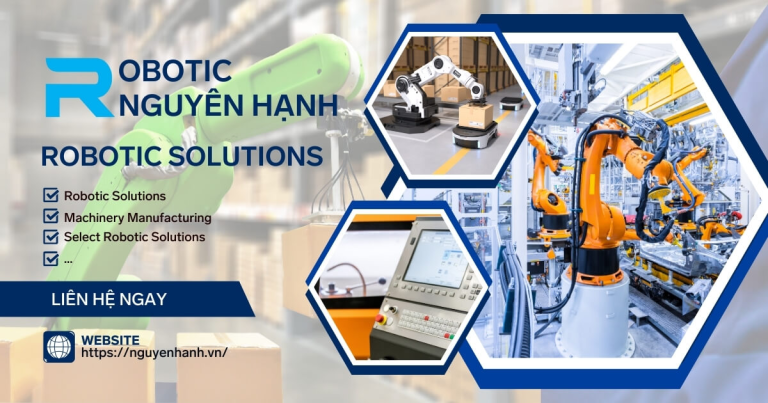 ROBOTIC
NGUYÊN HẠNH
ROBOTIC SOLUTIONS
Robotic Solutions
Machinery Manufacturing
Select Robotic Solutions
...
LIÊN HỆ NGAY
WEBSITE
https://nguyenhanh.vn/